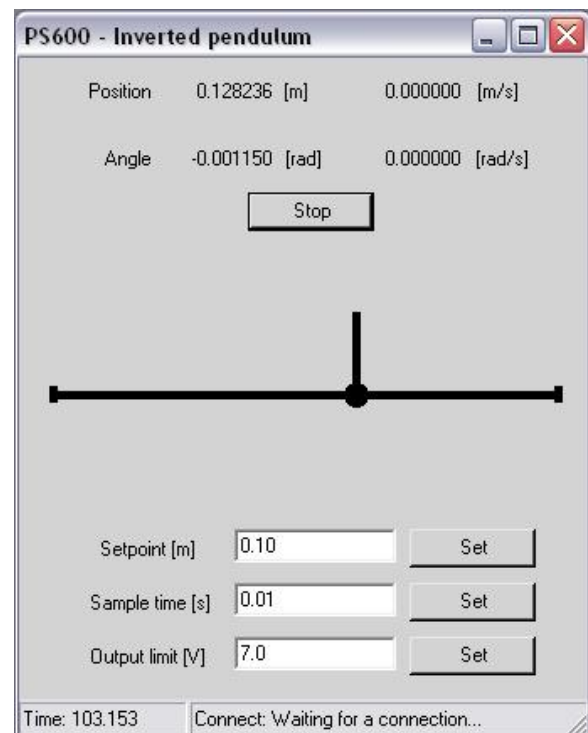 PS600 - Inverted pendulum
Position 0.128236 [m] 0.000000 [m/s]
Angle -0.001150 [rad] 0.000000 [rad/s]
Stop
Setpoint [m] 0.10 Set
Sample time [s] 0.01 Set
Output limit [V] 7.0 Set
Time: 103.153 Connect: Waiting for a connection...